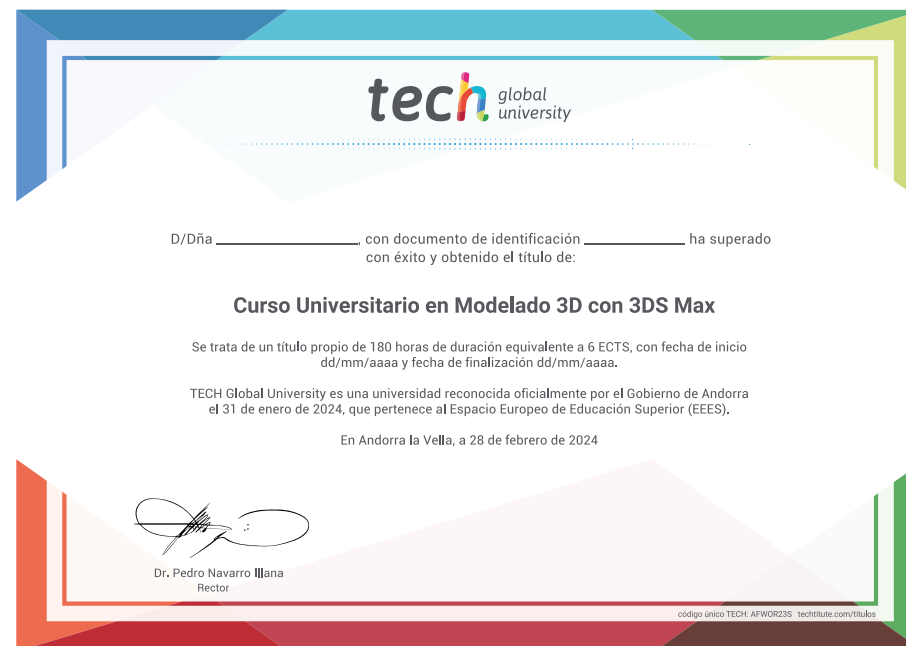 tech global university
D/Dña ____________________, con documento de identificación ______________ ha superado
con éxito y obtenido el título de:
Curso Universitario en Modelado 3D con 3DS Max
Se trata de un título propio de 180 horas de duración equivalente a 6 ECTS, con fecha de inicio
dd/mm/aaaa y fecha de finalización dd/mm/aaaa.
TECH Global University es una universidad reconocida oficialmente por el Gobierno de Andorra
el 31 de enero de 2024, que pertenece al Espacio Europeo de Educación Superior (EEES).
En Andorra la Vella, a 28 de febrero de 2024
Dr. Pedro Navarro Illana
Rector
código único TECH: AFWOR23S techtitute.com/titulos